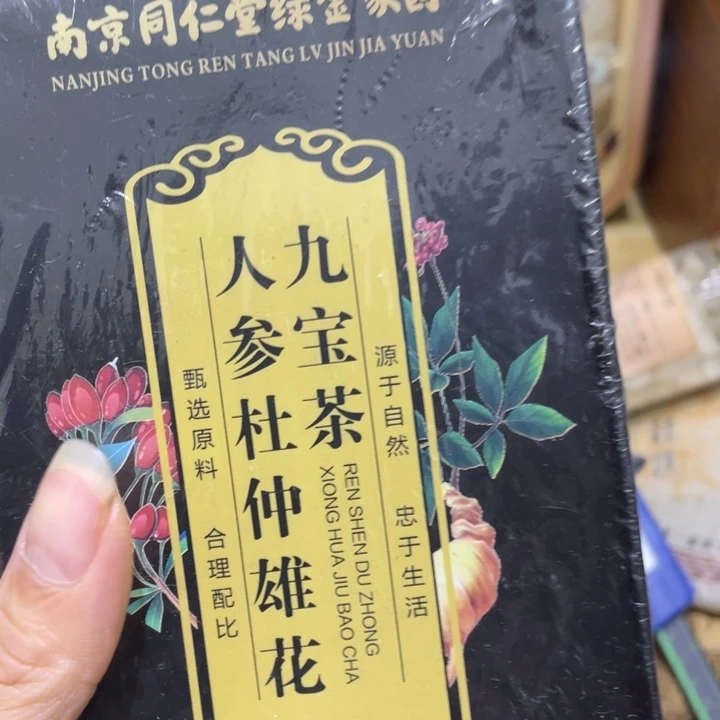 南京同仁堂绿金家园
NANJING TONG REN TANG LV JIN JIA YUAN
人参杜仲雄花
九宝茶
REN SHEN DU ZHONG
XIONG HUA JIU BAO CHA
源于自然 忠于生活
甄选原料 合理配比